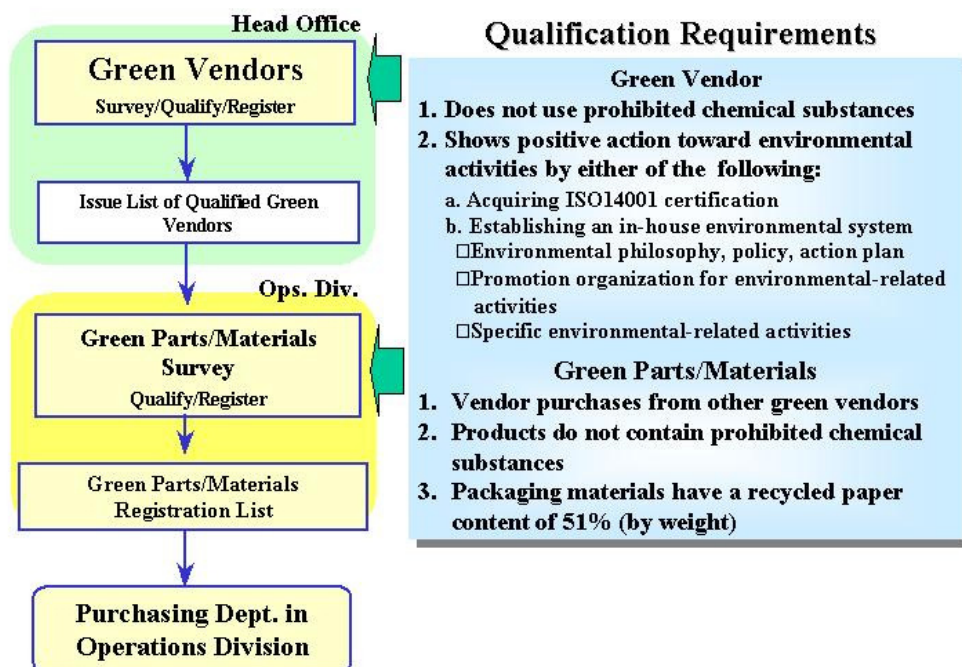 Head Office
Green Vendors
Survey/Qualify/Register
Issue List of Qualified Green
Vendors
Ops. Div.
Green Parts/Materials
Survey
Qualify/Register
Green Parts/Materials
Registration List
Purchasing Dept. in
Operations Division
Qualification Requirements
Green Vendor
1. Does not use prohibited chemical substances
2. Shows positive action toward environmental
activities by either of the following:
a. Acquiring ISO14001 certification
b. Establishing an in-house environmental system
□Environmental philosophy, policy, action plan
□Promotion organization for environmental-related
activities
□Specific environmental-related activities
Green Parts/Materials
1. Vendor purchases from other green vendors
2. Products do not contain prohibited chemical
substances
3. Packaging materials have a recycled paper
content of 51% (by weight)